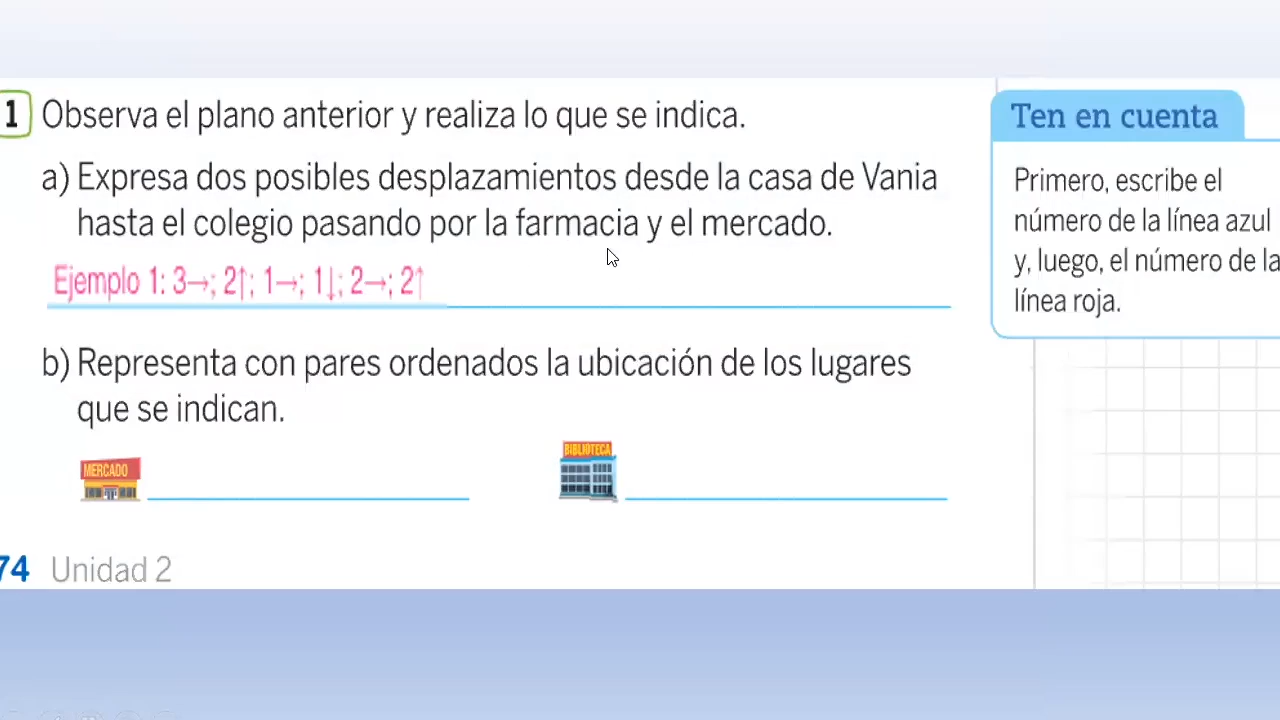 1 Observa el plano anterior y realiza lo que se indica.
a) Expresa dos posibles desplazamientos desde la casa de Vania
hasta el colegio pasando por la farmacia y el mercado.
Ejemplo 1: 3→; 2↑; 1→; 1↓; 2→; 2↑
b) Representa con pares ordenados la ubicación de los lugares
que se indican.
MERCADO
BIBLIOTECA
74 Unidad 2
Ten en cuenta
Primero, escribe el
número de la línea azul
y, luego, el número de la
línea roja.